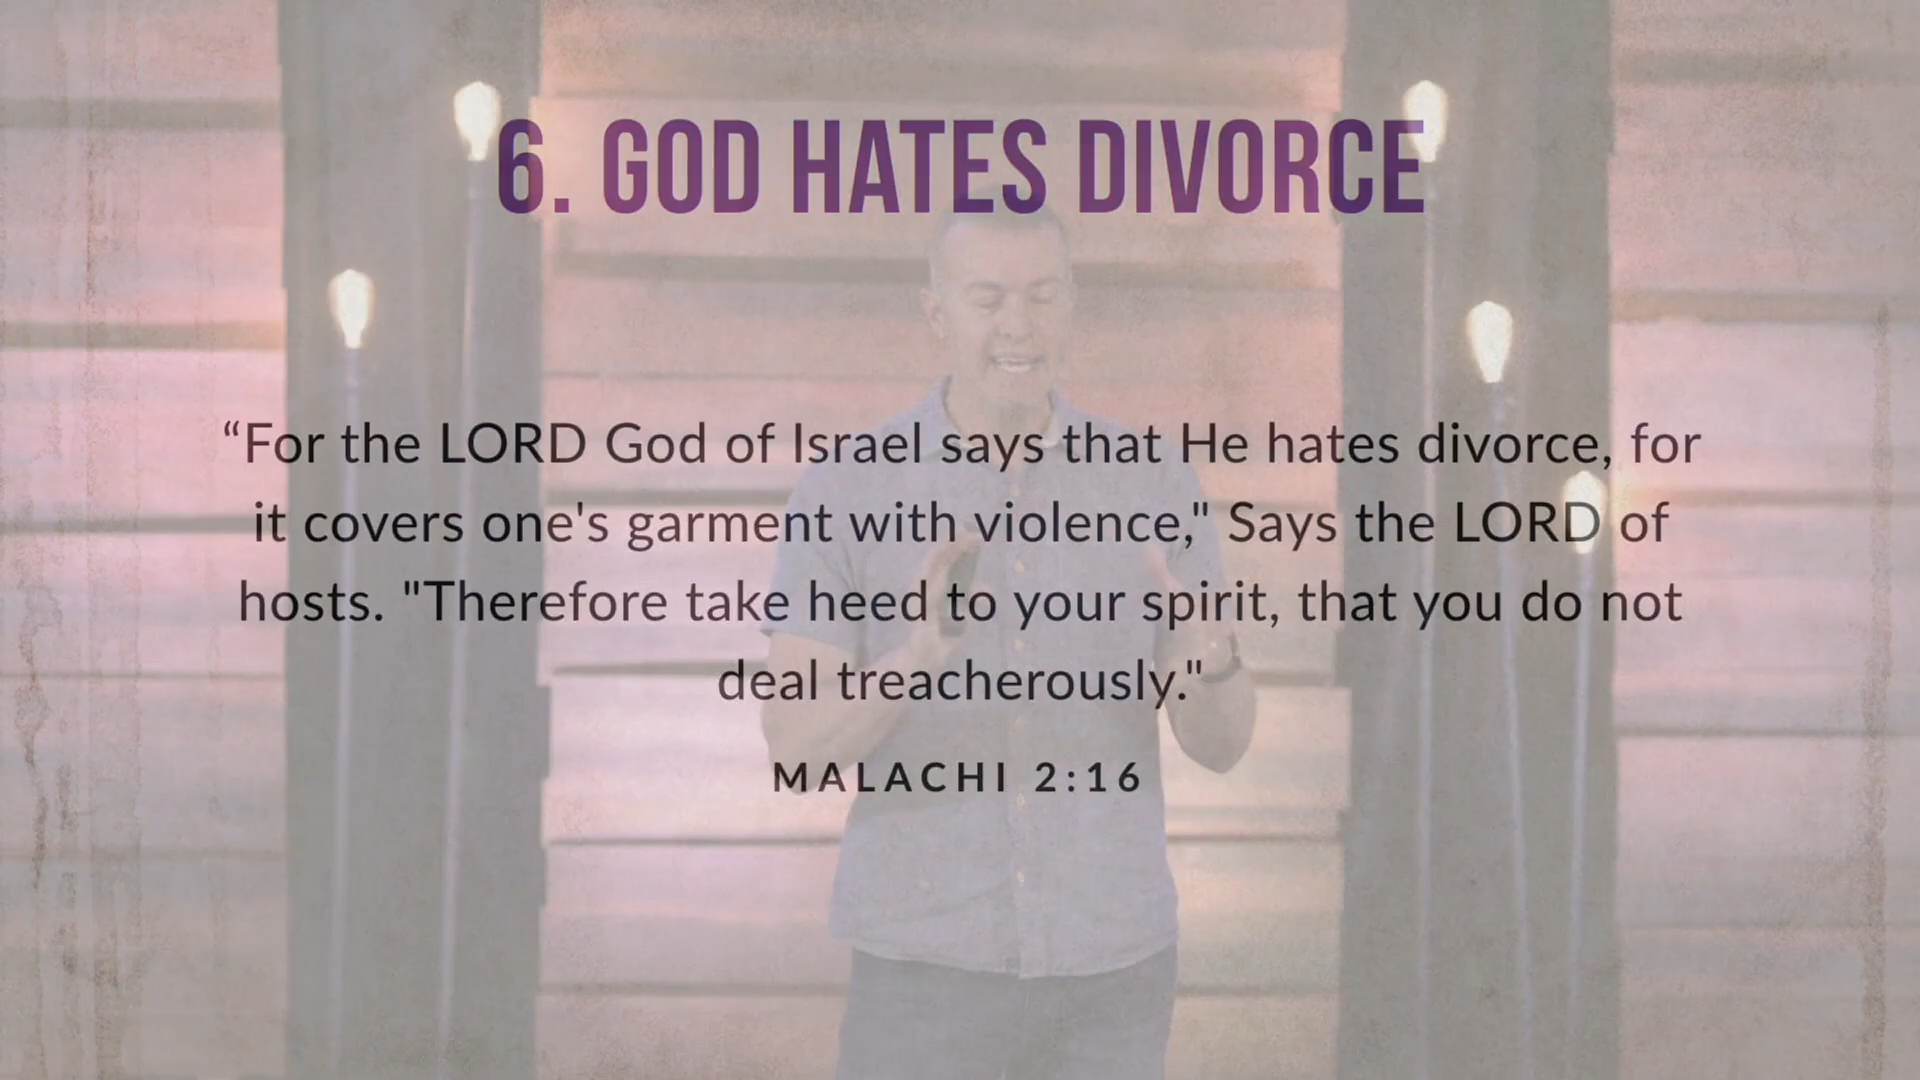 6. GOD HATES DIVORCE
“For the LORD God of Israel says that He hates divorce, for
it covers one's garment with violence," Says the LORD of
hosts. "Therefore take heed to your spirit, that you do not
deal treacherously."
MALACHI 2:16